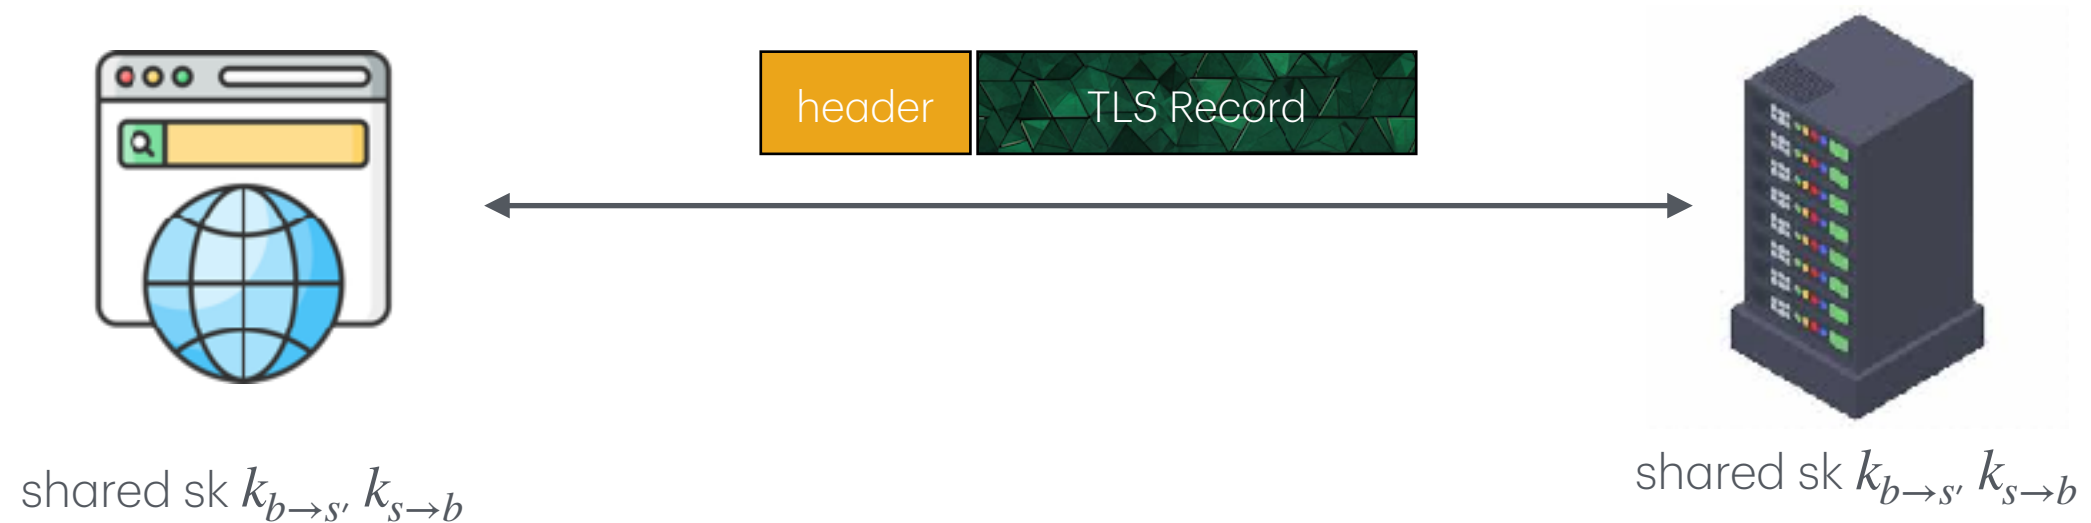 header
TLS Record
shared sk k_{b→s}, k_{s→b}
shared sk k_{b→s}, k_{s→b}